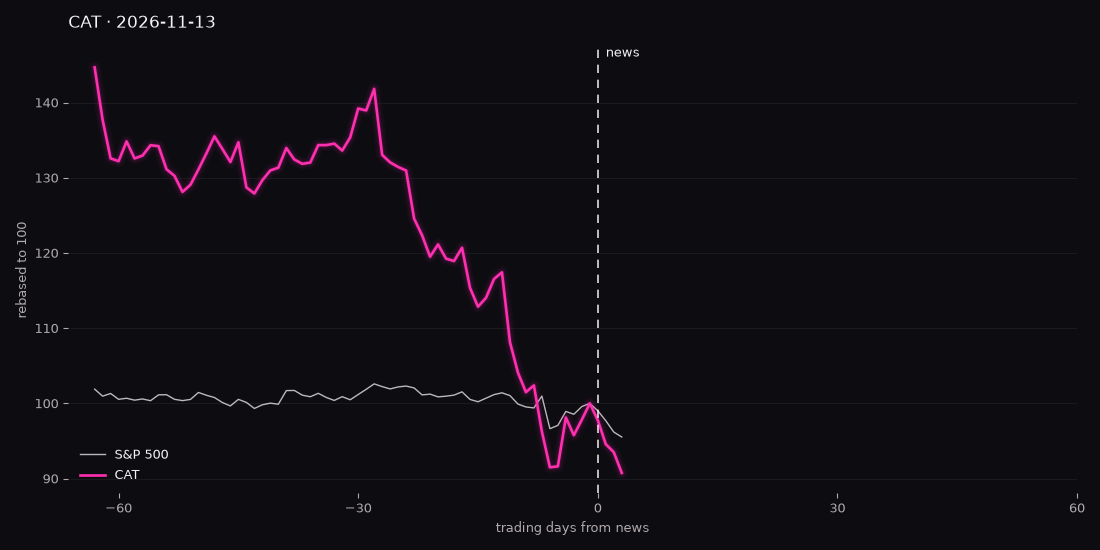 CAT · 2026-11-13
news
140
130
120
110
100
90
rebased to 100
S&P 500
CAT
−60
−30
0
30
60
trading days from news